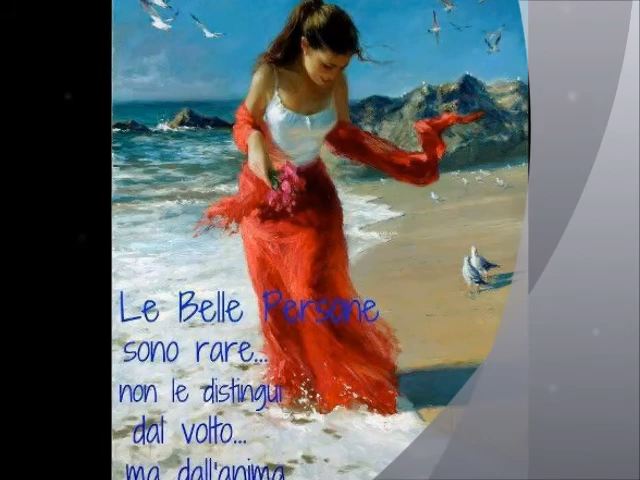 Le Belle Persone
sono rare...
non le distingui
dal volto...
ma dall'anima